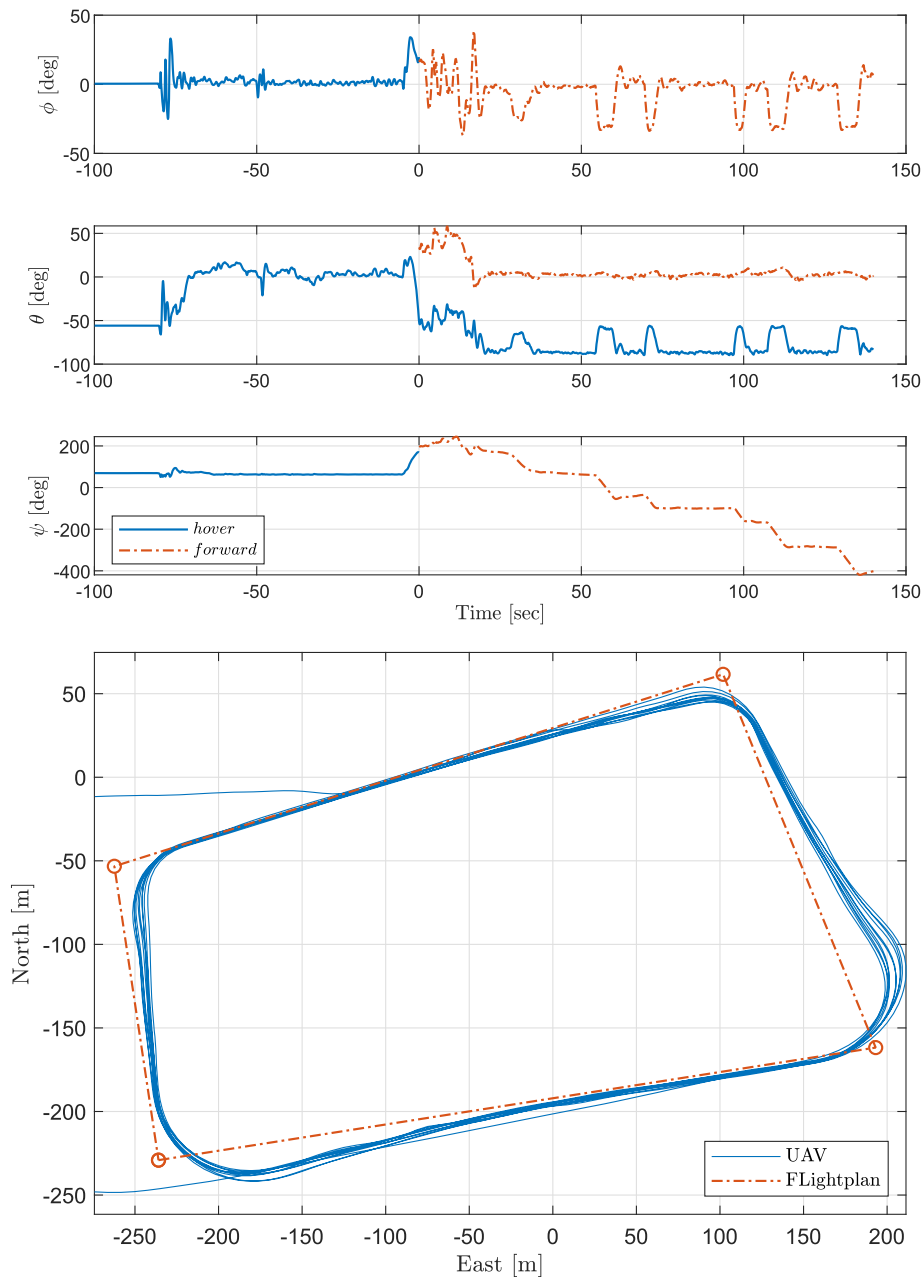 50
0
-50
ϕ [deg]
-100 -50 0 50 100 150
50
0
-50
-100
θ [deg]
-100 -50 0 50 100 150
200
0
-200
-400
ψ [deg]
hover
forward
-100 -50 0 50 100 150
Time [sec]
50
0
-50
-100
-150
-200
-250
North [m]
UAV
FLightplan
-250 -200 -150 -100 -50 0 50 100 150 200
East [m]